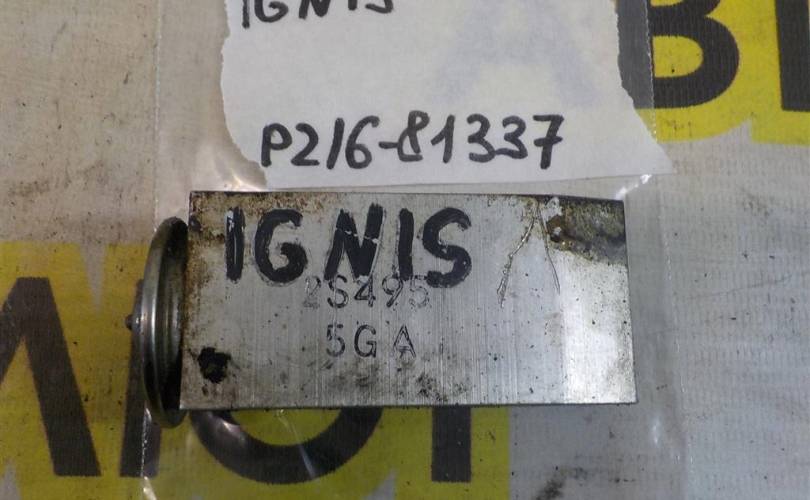 IGNIS
P216-81337
IGNIS
2S495
5GA